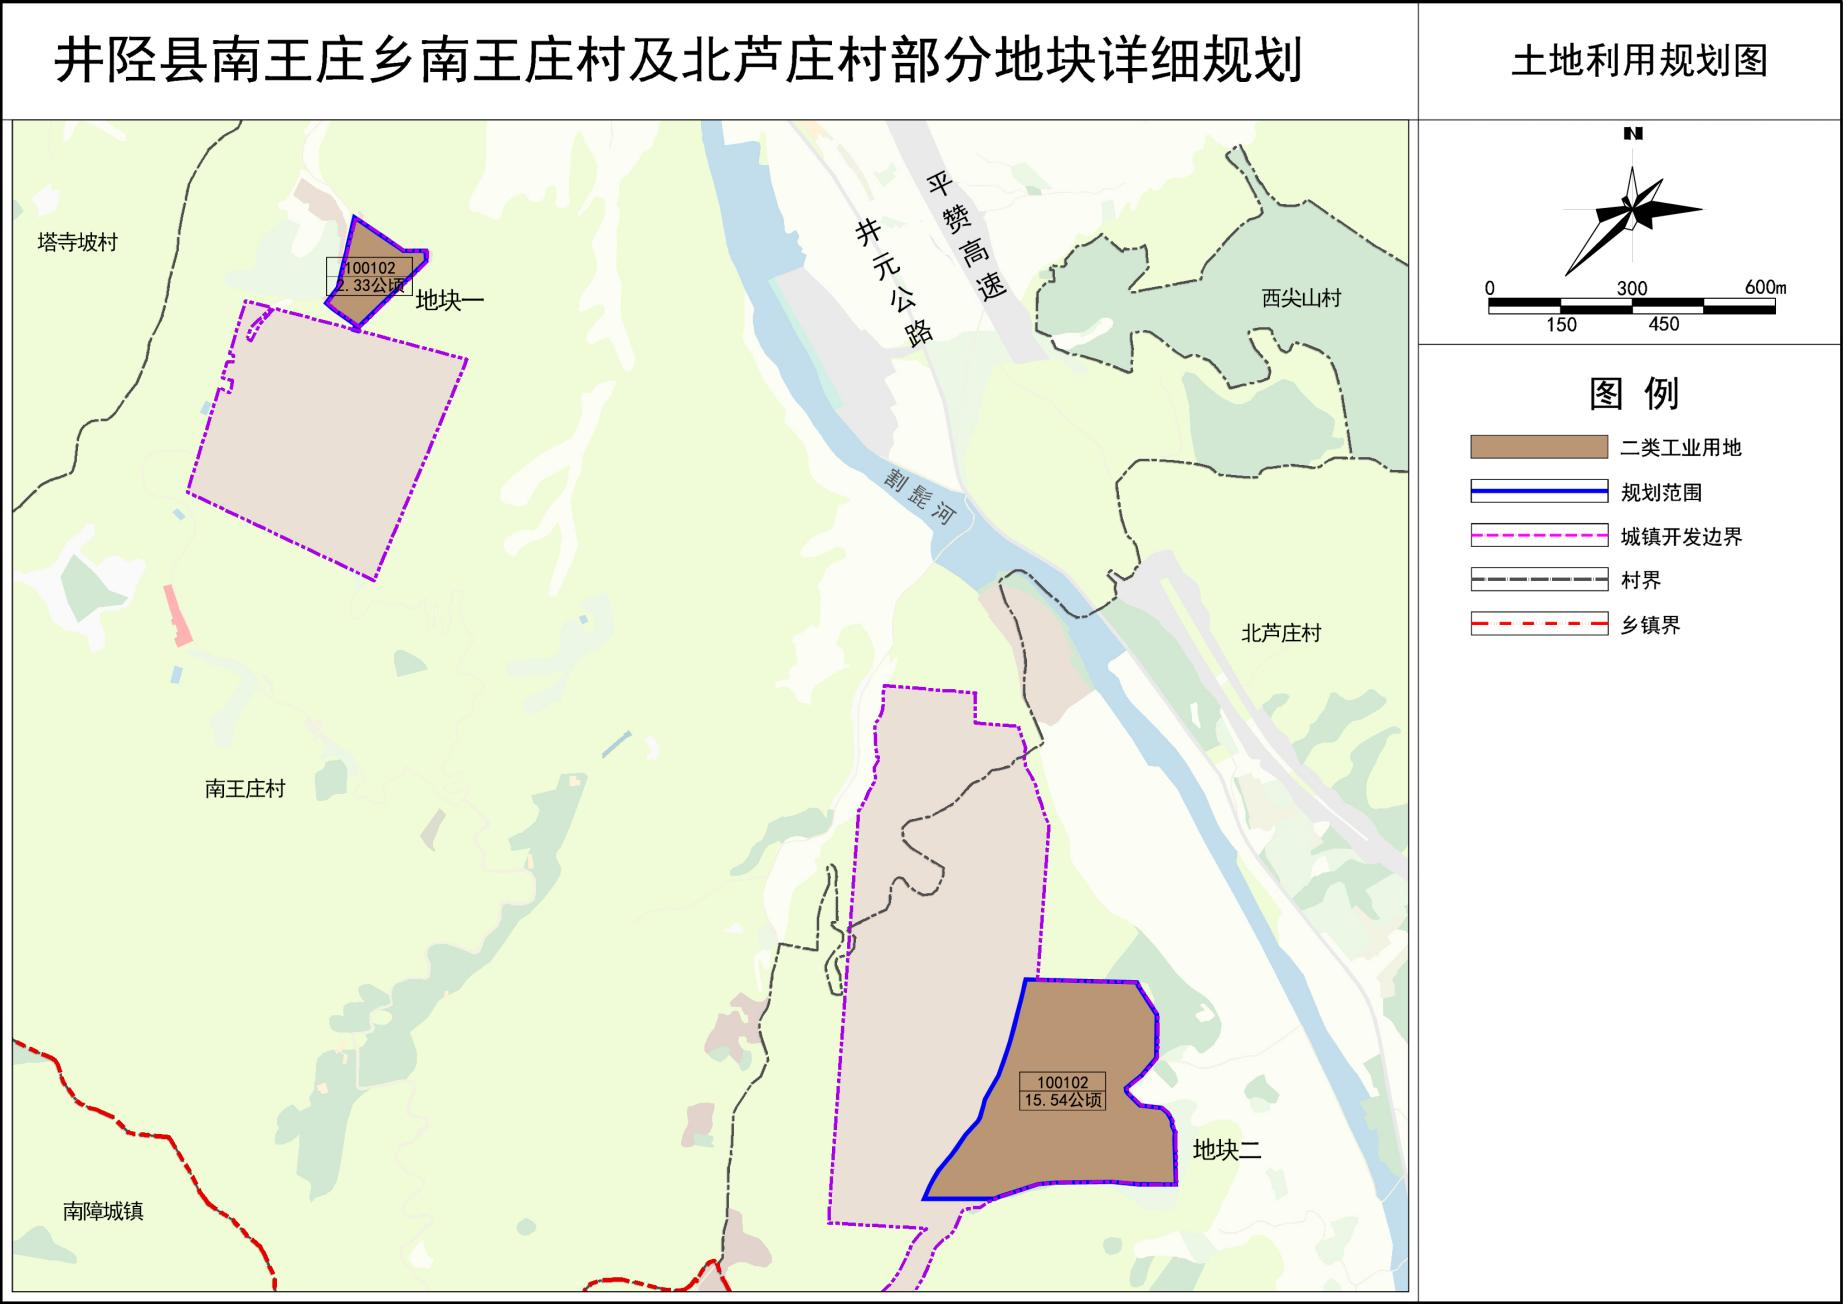 井陉县南王庄乡南王庄村及北芦庄村部分地块详细规划
土地利用规划图
N
0 300 600m
150 450
图 例
二类工业用地
规划范围
城镇开发边界
村界
乡镇界
平赞高速
井元公路
塔寺坡村
100102
2.33公顷
地块一
西尖山村
割髭河
北芦庄村
南王庄村
100102
15.54公顷
地块二
南障城镇